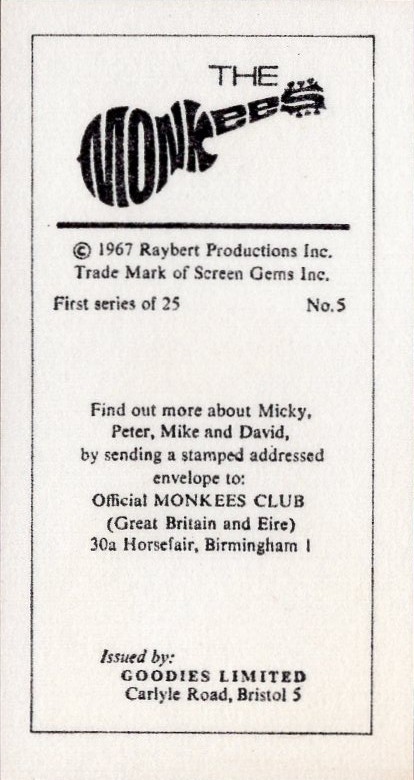 THE
MONKEES
© 1967 Raybert Productions Inc.
Trade Mark of Screen Gems Inc.
First series of 25 No.5
Find out more about Micky,
Peter, Mike and David,
by sending a stamped addressed
envelope to:
Official MONKEES CLUB
(Great Britain and Eire)
30a Horsefair, Birmingham 1
Issued by:
GOODIES LIMITED
Carlyle Road, Bristol 5